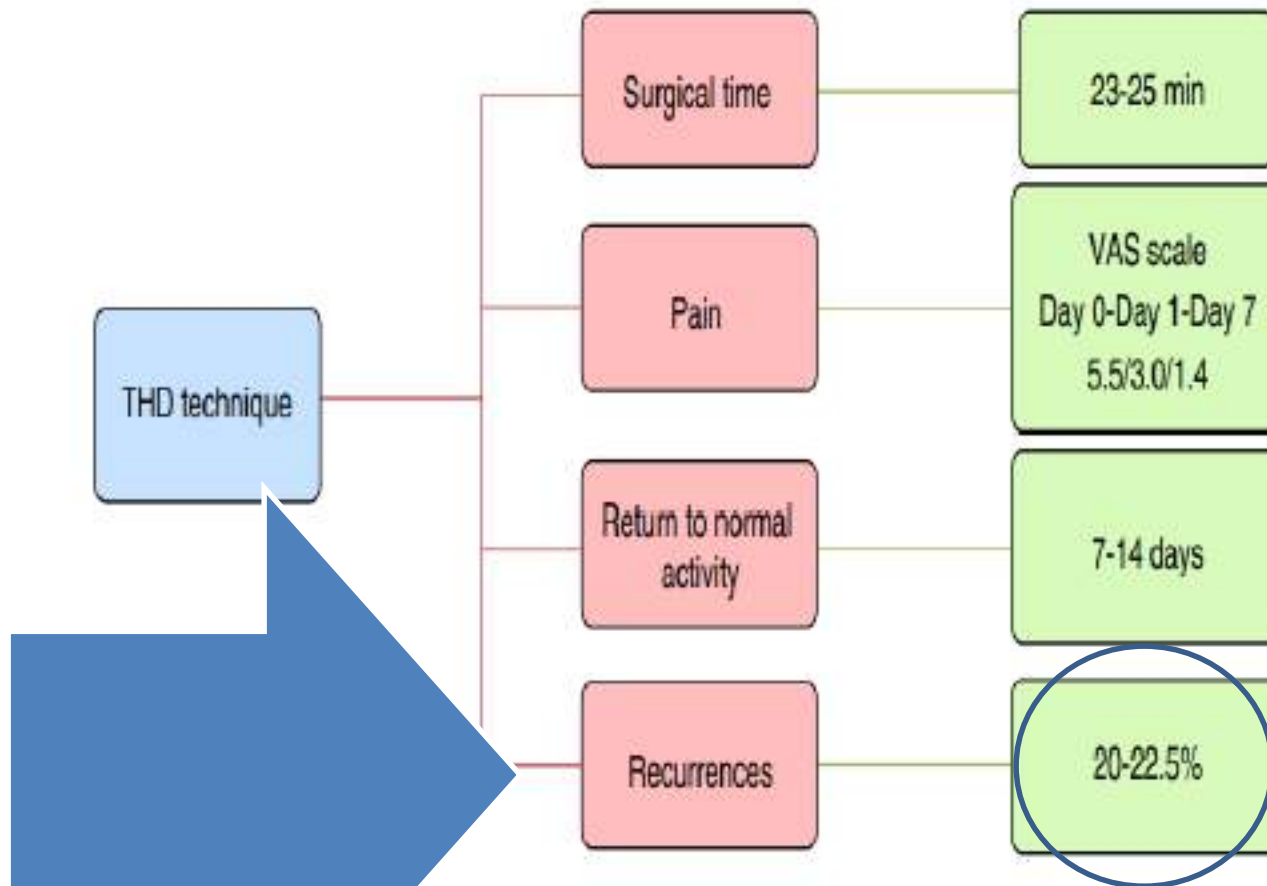 THD technique
Surgical time
23-25 min
Pain
VAS scale
Day 0-Day 1-Day 7
5.5/3.0/1.4
Return to normal
activity
7-14 days
Recurrences
20-22.5%